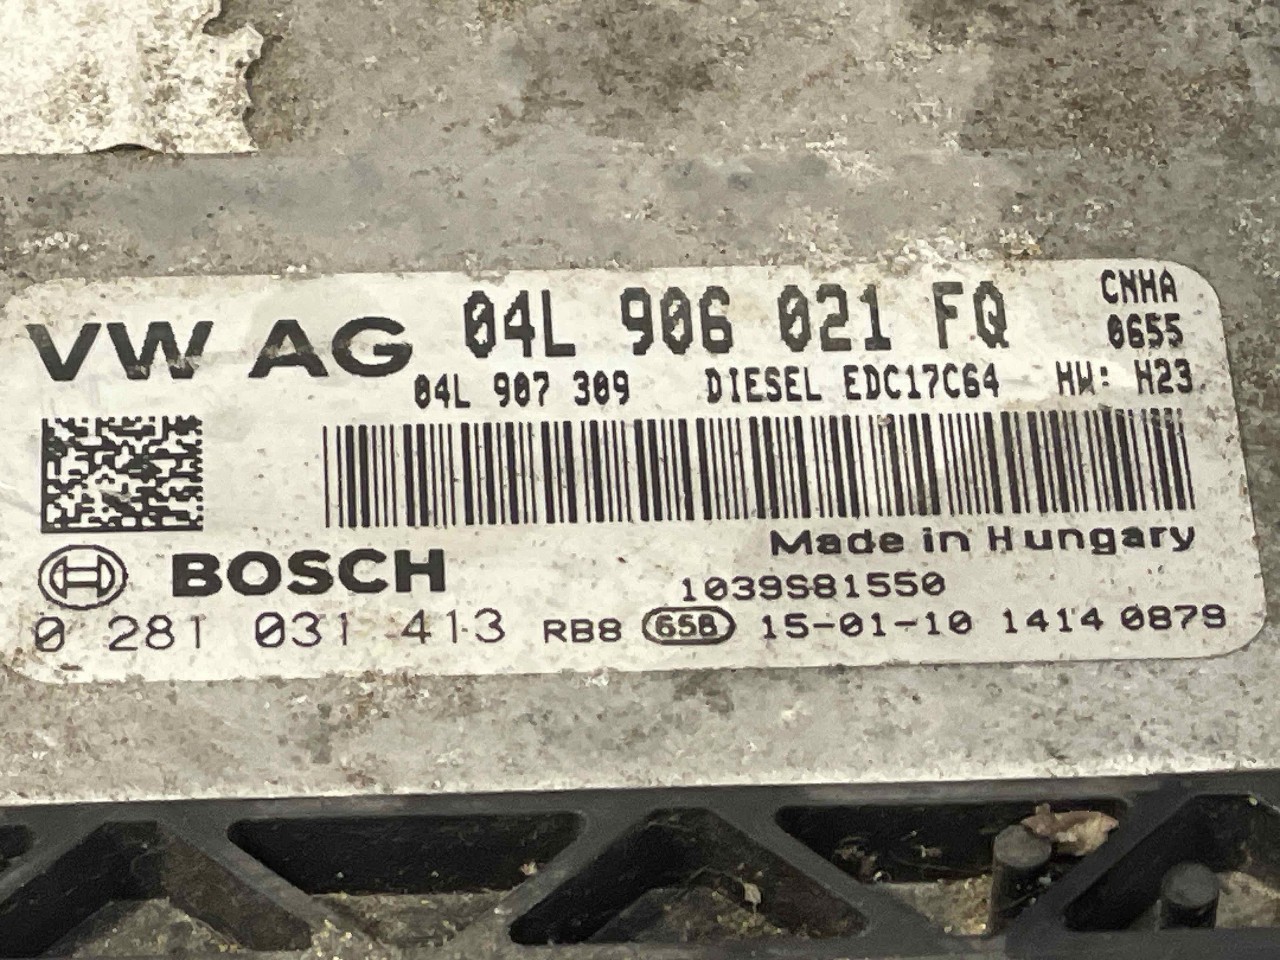 VW AG 04L 906 021 FQ CNHA
0655
04L 907 309 DIESEL EDC17C64 HW: H23
Made in Hungary
BOSCH 1039S81550
0 281 031 413 RB8 658 15-01-10 1414 0879